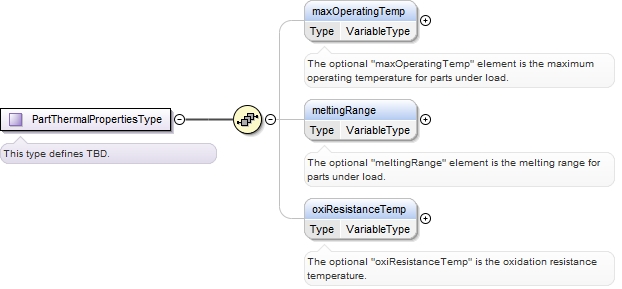 maxOperatingTemp
Type VariableType
The optional "maxOperatingTemp" element is the maximum
operating temperature for parts under load.
PartThermalPropertiesType
This type defines TBD.
meltingRange
Type VariableType
The optional "meltingRange" element is the melting range for
parts under load.
oxiResistanceTemp
Type VariableType
The optional "oxiResistanceTemp" is the oxidation resistance
temperature.